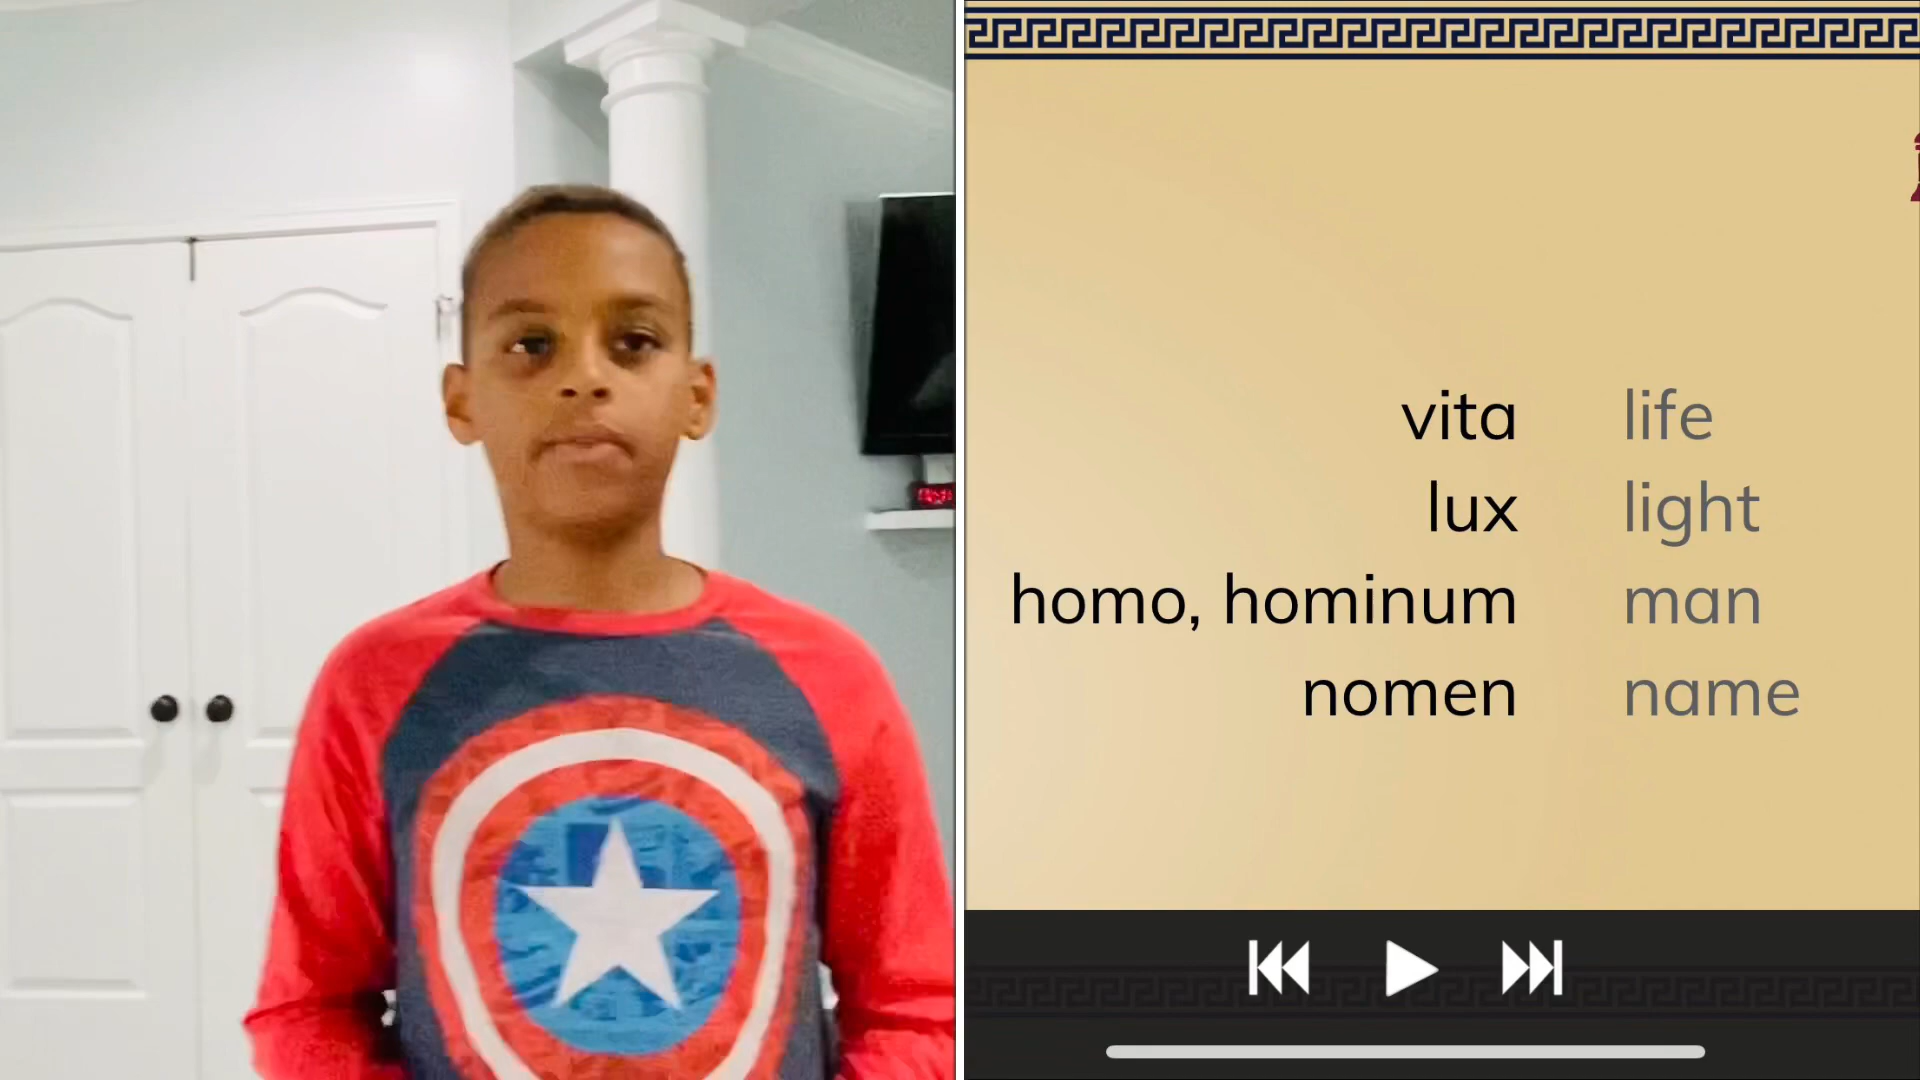 vita life
lux light
homo, hominum man
nomen name